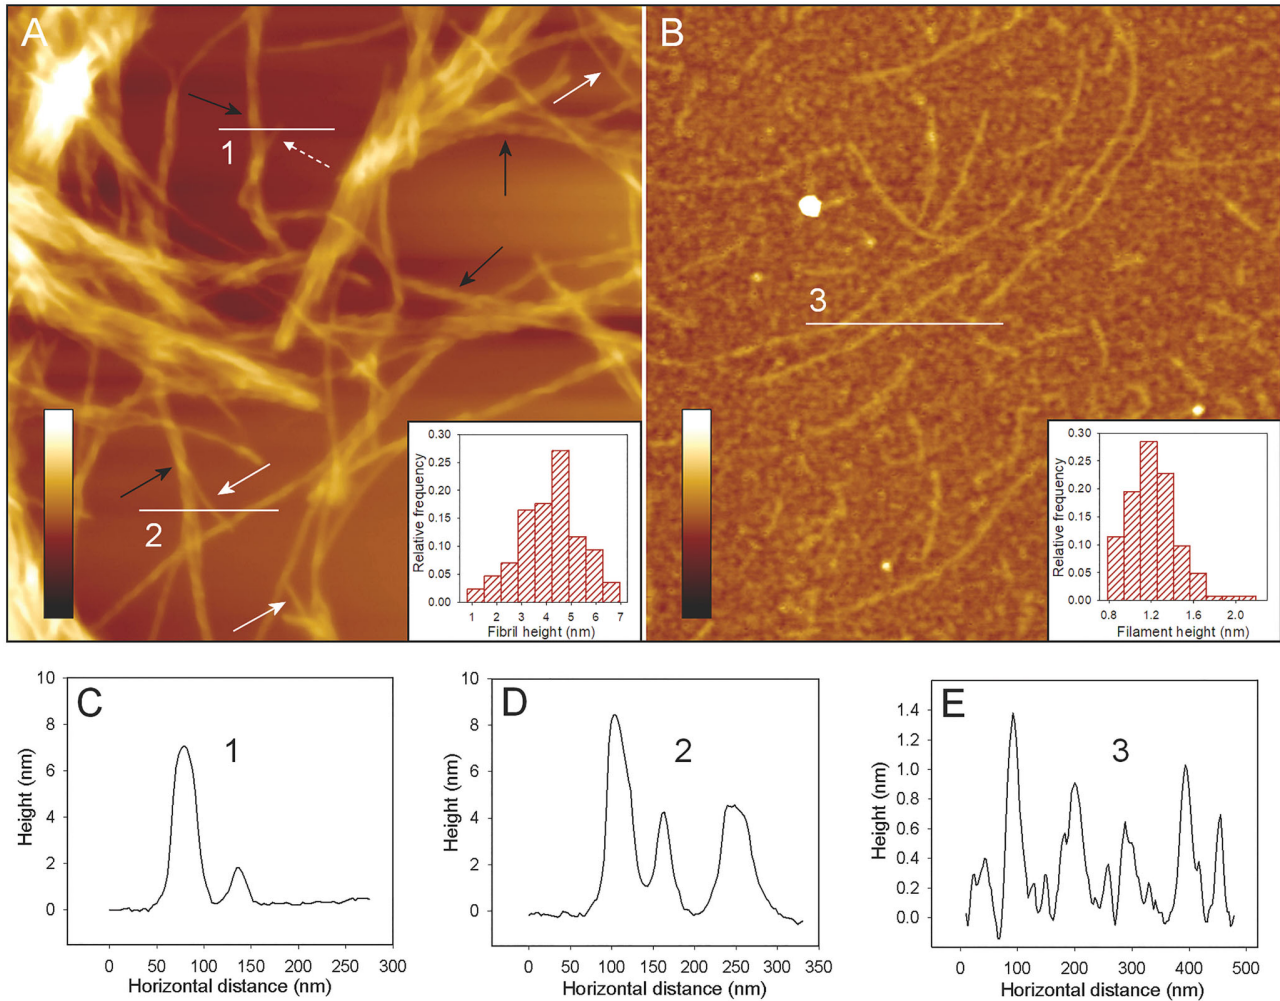 A
B
1
2
3
Relative frequency
0.30
0.25
0.20
0.15
0.10
0.05
0.00
1 2 3 4 5 6 7
Fibril height (nm)
Relative frequency
0.30
0.25
0.20
0.15
0.10
0.05
0.00
0.8 1.2 1.6 2.0
Filament height (nm)
C
1
Height (nm)
10
8
6
4
2
0
0 50 100 150 200 250 300
Horizontal distance (nm)
D
2
Height (nm)
10
8
6
4
2
0
0 50 100 150 200 250 300 350
Horizontal distance (nm)
E
3
Height (nm)
1.4
1.2
1.0
0.8
0.6
0.4
0.2
0.0
0 100 200 300 400 500
Horizontal distance (nm)